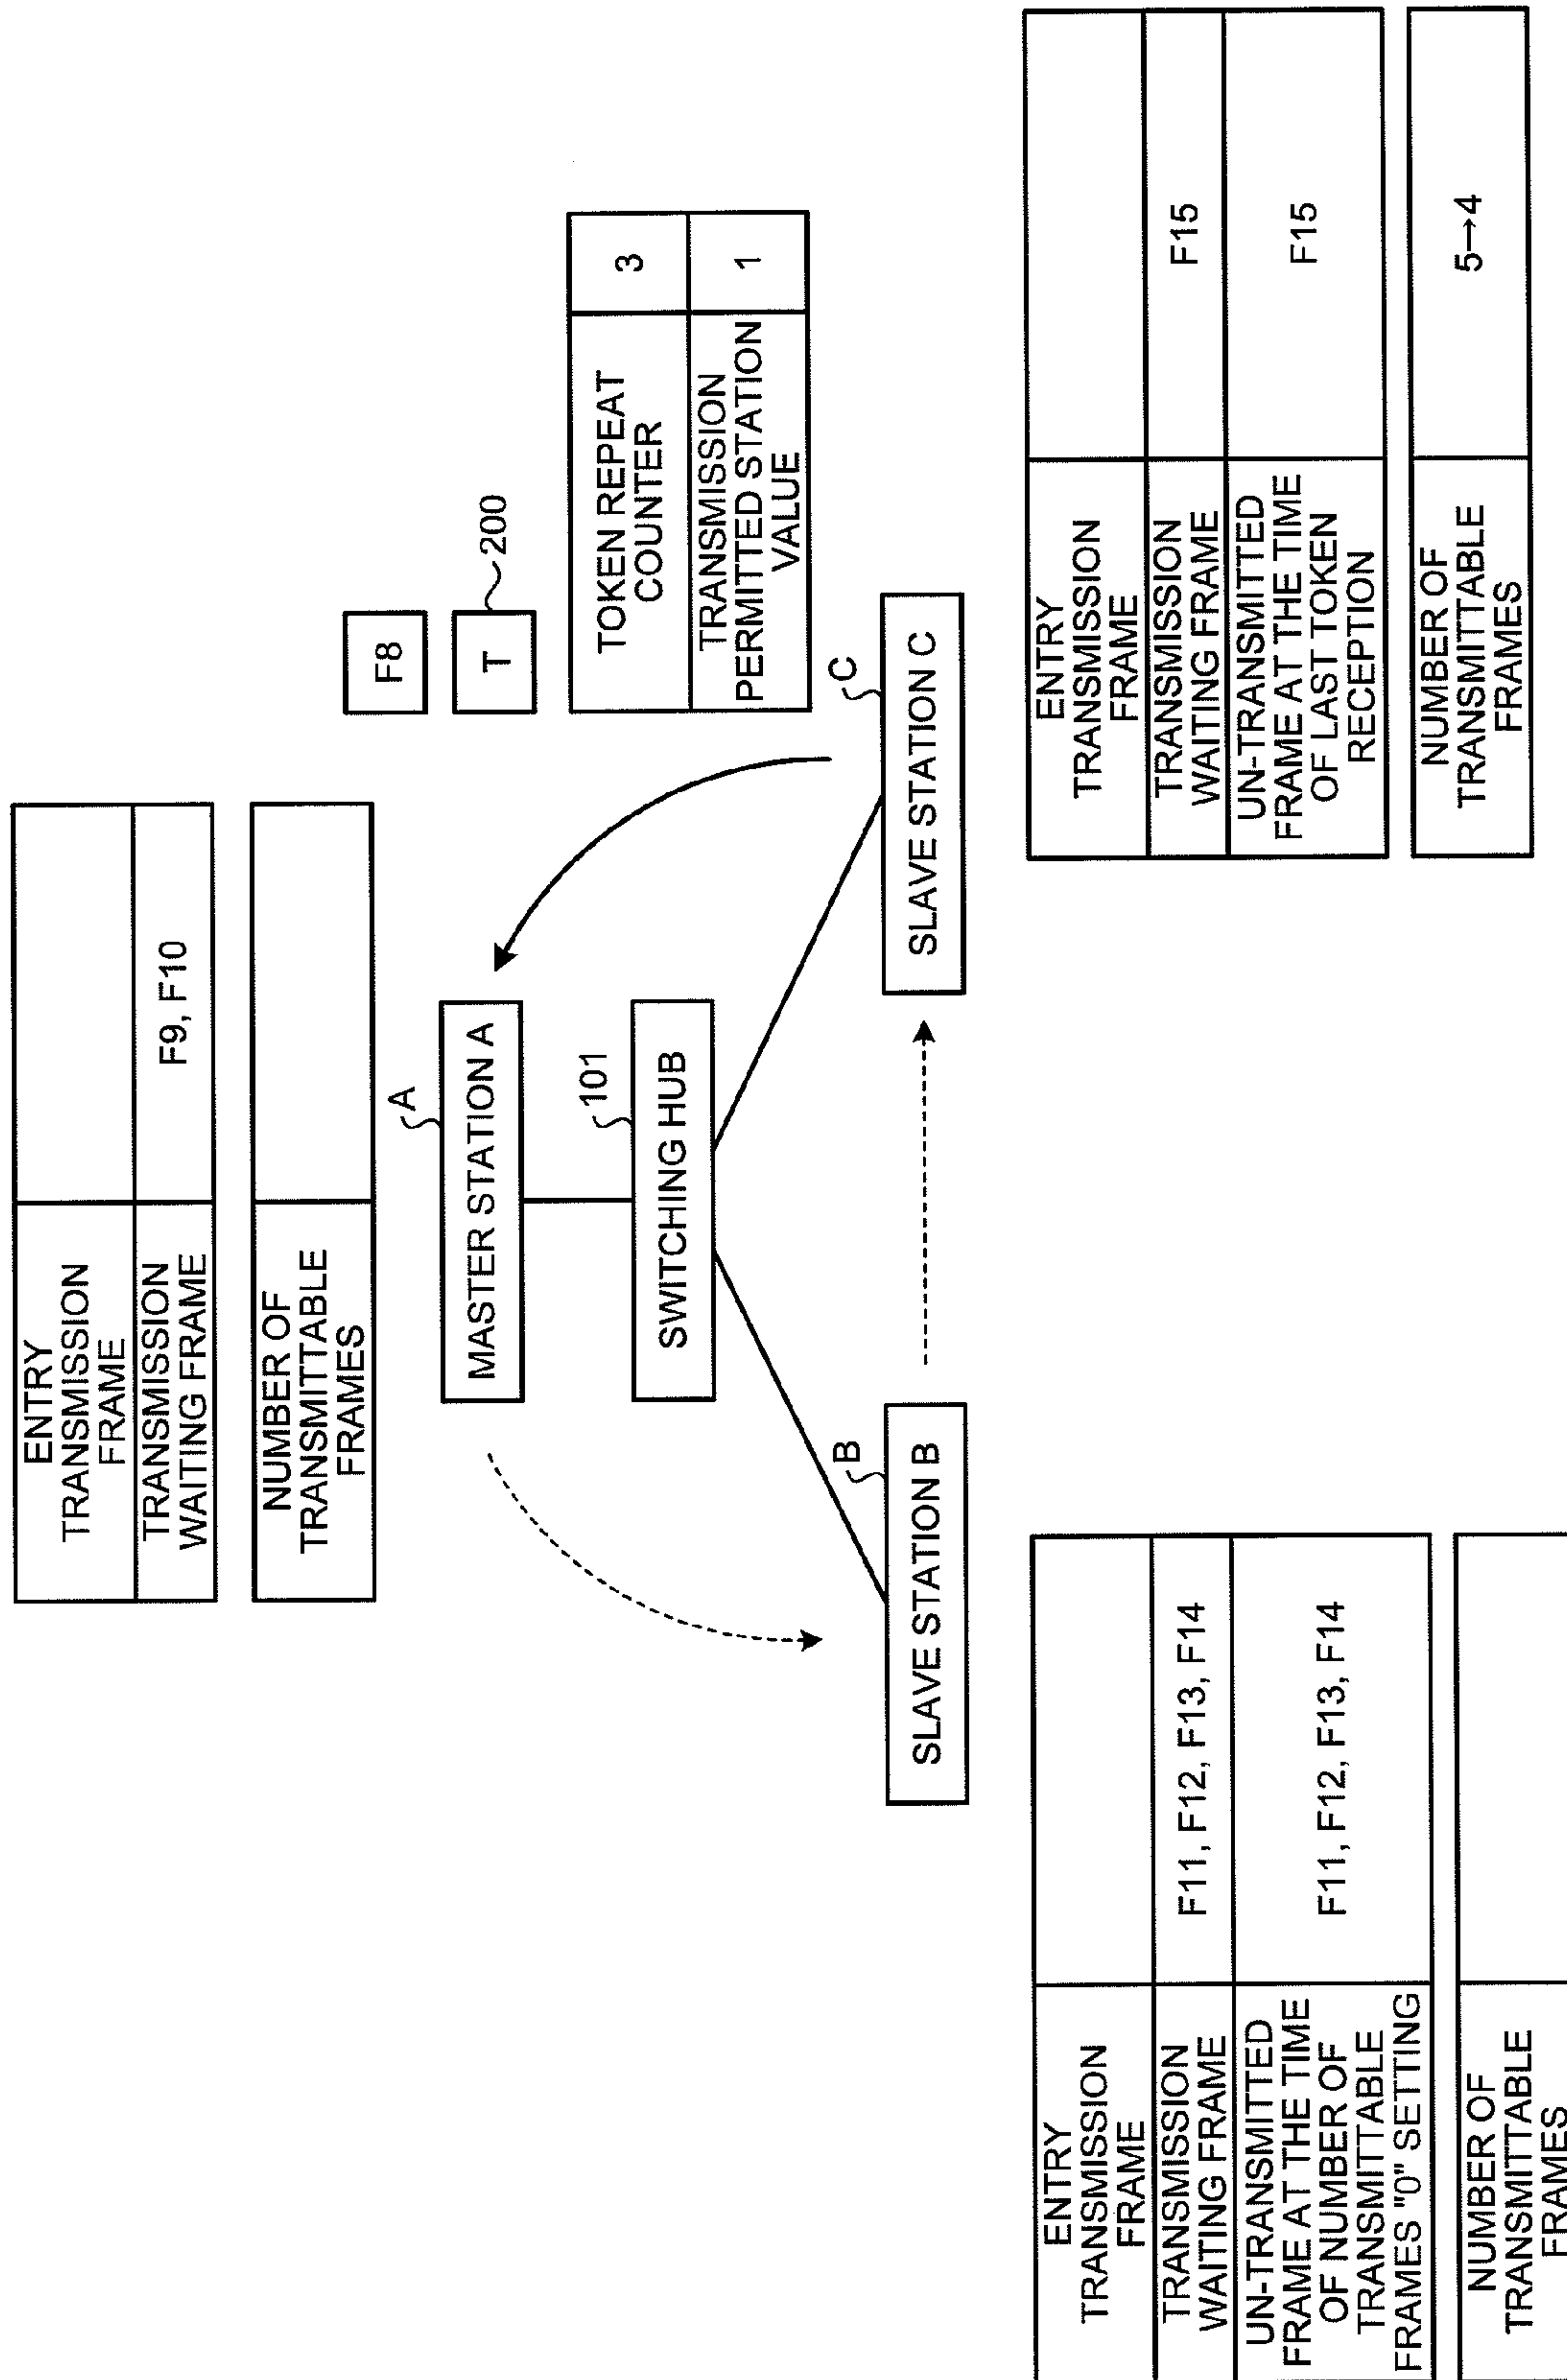 ENTRY
TRANSMISSION
FRAME
TRANSMISSION
WAITING FRAME
F9, F10
NUMBER OF
TRANSMITTABLE
FRAMES
A
MASTER STATION A
F8
T
200
101
SWITCHING HUB
TOKEN REPEAT
COUNTER
3
TRANSMISSION
PERMITTED STATION
VALUE
1
B
SLAVE STATION B
C
SLAVE STATION C
ENTRY
TRANSMISSION
FRAME
TRANSMISSION
WAITING FRAME
F11, F12, F13, F14
UN-TRANSMITTED
FRAME AT THE TIME
OF NUMBER OF
TRANSMITTABLE
FRAMES "0" SETTING
F11, F12, F13, F14
NUMBER OF
TRANSMITTABLE
FRAMES
ENTRY
TRANSMISSION
FRAME
TRANSMISSION
WAITING FRAME
F15
UN-TRANSMITTED
FRAME AT THE TIME
OF LAST TOKEN
RECEPTION
F15
NUMBER OF
TRANSMITTABLE
FRAMES
5→4